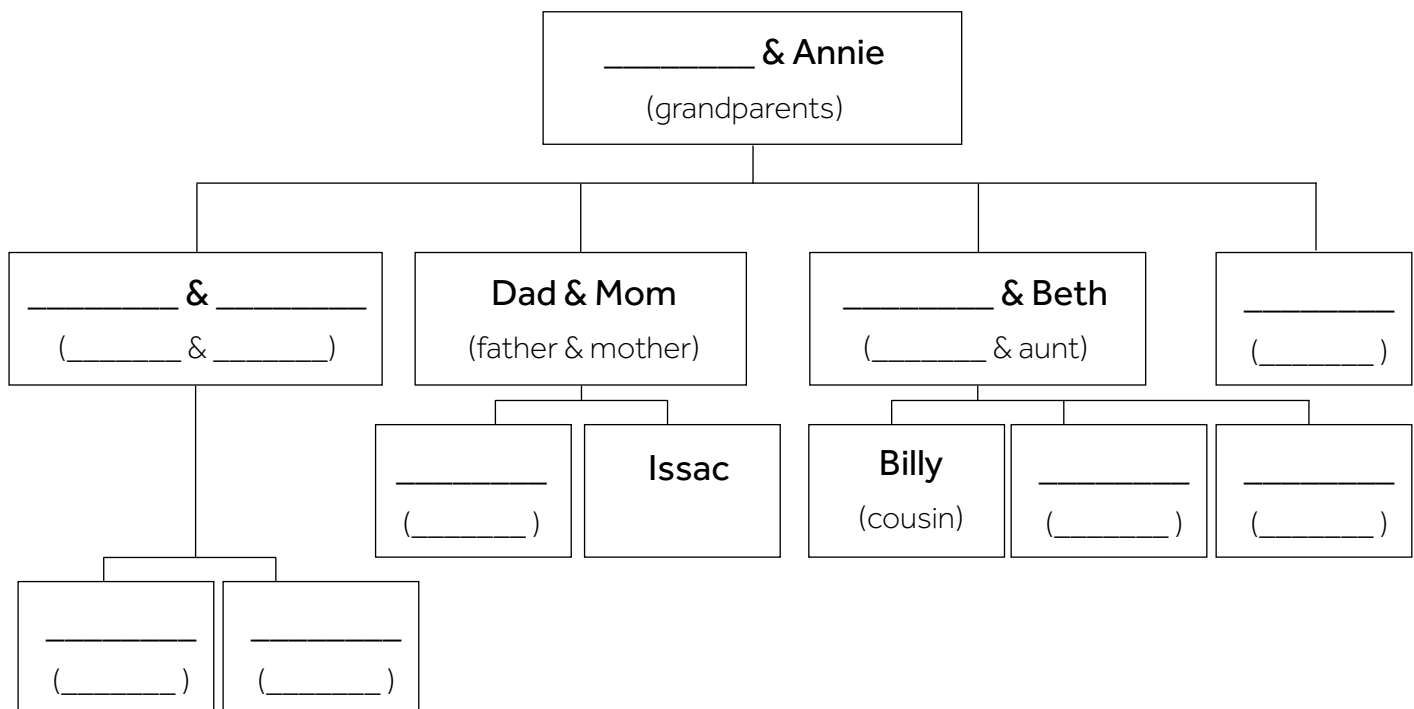 ________ & Annie
(grandparents)
________ & ________
(_______ & _______)
Dad & Mom
(father & mother)
________ & Beth
(_______ & aunt)
________
(_______ )
________
(_______ )
Issac
Billy
(cousin)
________
(_______ )
________
(_______ )
________
(_______ )
________
(_______ )